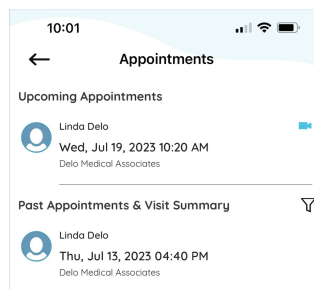 10:01
Appointments
Upcoming Appointments
Linda Delo
Wed, Jul 19, 2023 10:20 AM
Delo Medical Associates
Past Appointments & Visit Summary
Linda Delo
Thu, Jul 13, 2023 04:40 PM
Delo Medical Associates